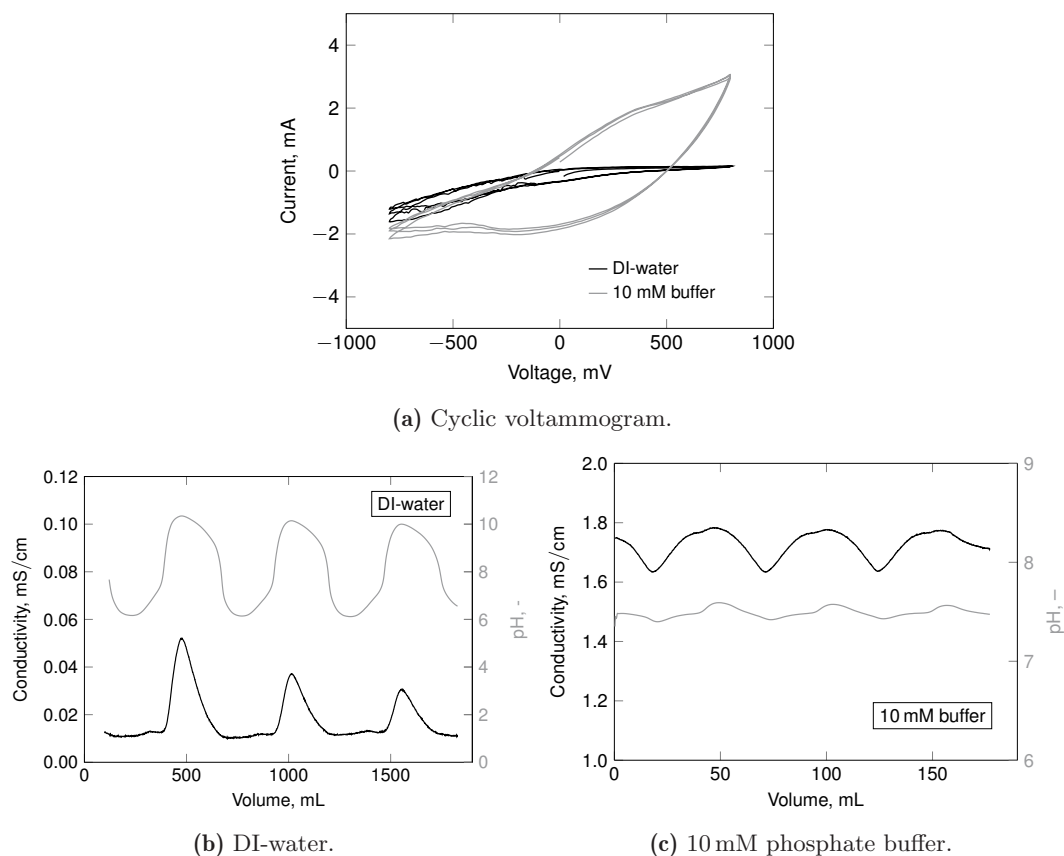 4
2
0
−2
−4
Current, mA
DI-water
10 mM buffer
−1000
−500
0
500
1000
Voltage, mV
(a) Cyclic voltammogram.
0.12
0.10
0.08
0.06
0.04
0.02
0.00
Conductivity, mS/cm
DI-water
12
10
8
6
4
2
0
pH, -
0
500
1000
1500
Volume, mL
(b) DI-water.
2.0
1.8
1.6
1.4
1.2
1.0
Conductivity, mS/cm
10 mM buffer
9
8
7
6
pH, −
0
50
100
150
Volume, mL
(c) 10 mM phosphate buffer.